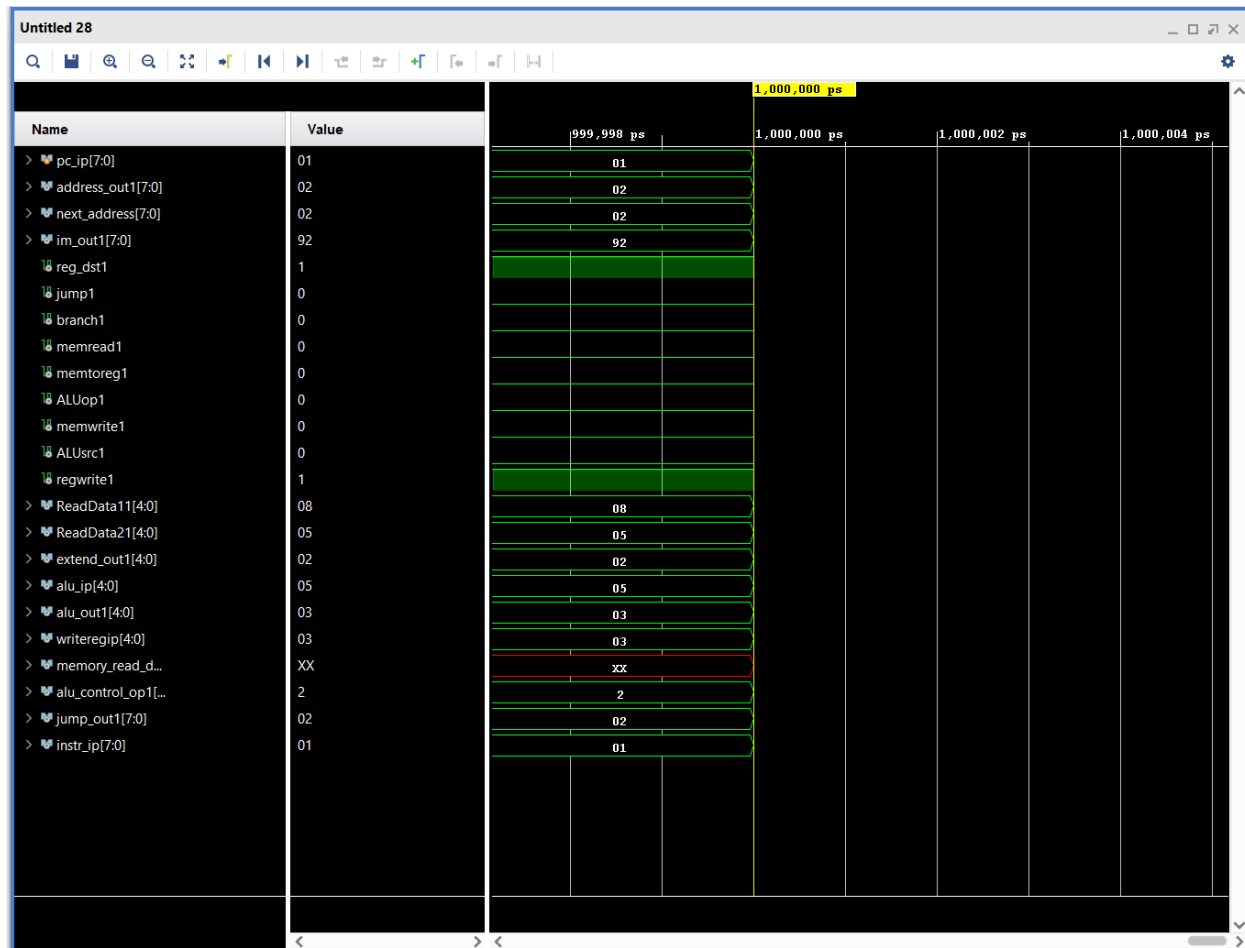 Untitled 28
1,000,000 ps
Name Value 999,998 ps 1,000,000 ps 1,000,002 ps 1,000,004 ps
pc_ip[7:0] 01 01
address_out1[7:0] 02 02
next_address[7:0] 02 02
im_out1[7:0] 92 92
reg_dst1 1
jump1 0
branch1 0
memread1 0
memtoreg1 0
ALUop1 0
memwrite1 0
ALUsrc1 0
regwrite1 1
ReadData11[4:0] 08 08
ReadData21[4:0] 05 05
extend_out1[4:0] 02 02
alu_ip[4:0] 05 05
alu_out1[4:0] 03 03
writeregip[4:0] 03 03
memory_read_d... XX XX
alu_control_op1[... 2 2
jump_out1[7:0] 02 02
instr_ip[7:0] 01 01